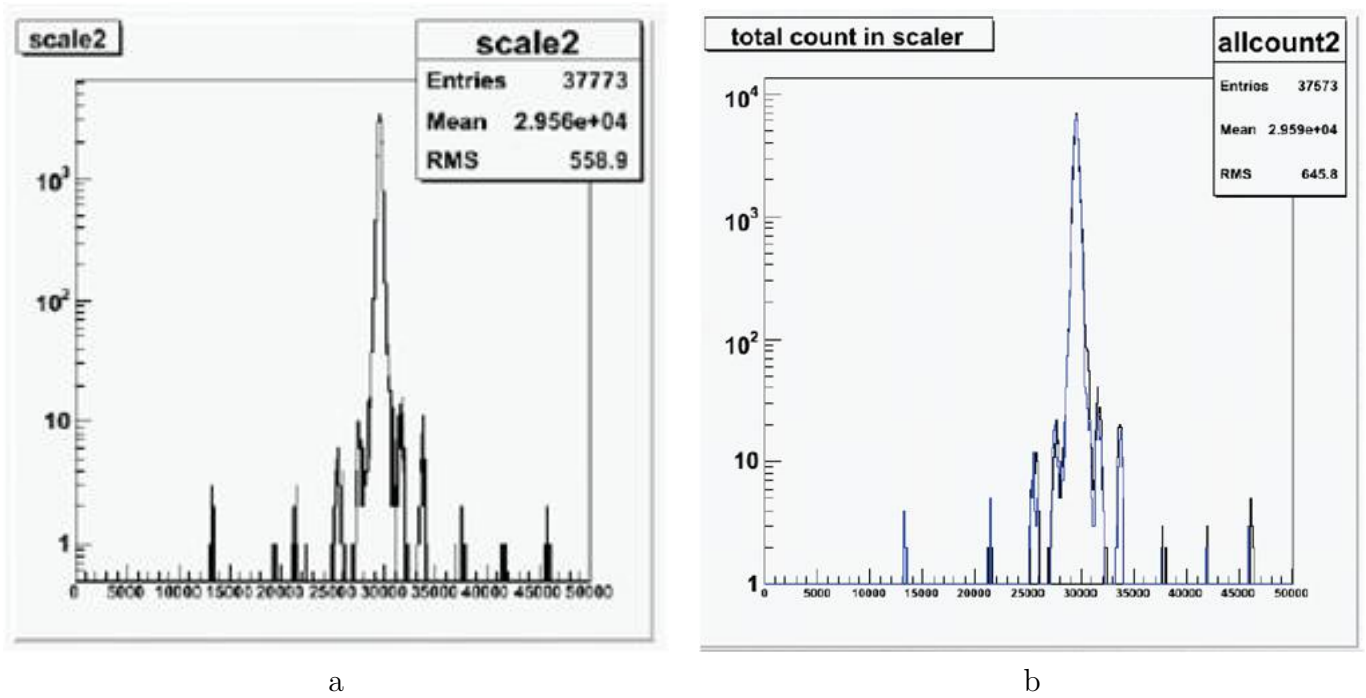 scale2
scale2
Entries 37773
Mean 2.956e+04
RMS 558.9
10³
10²
10
1
0 5000 10000 15000 20000 25000 30000 35000 40000 45000 50000
a
total count in scaler
allcount2
Entries 37573
Mean 2.959e+04
RMS 645.8
10⁴
10³
10²
10
1
0 5000 10000 15000 20000 25000 30000 35000 40000 45000 50000
b